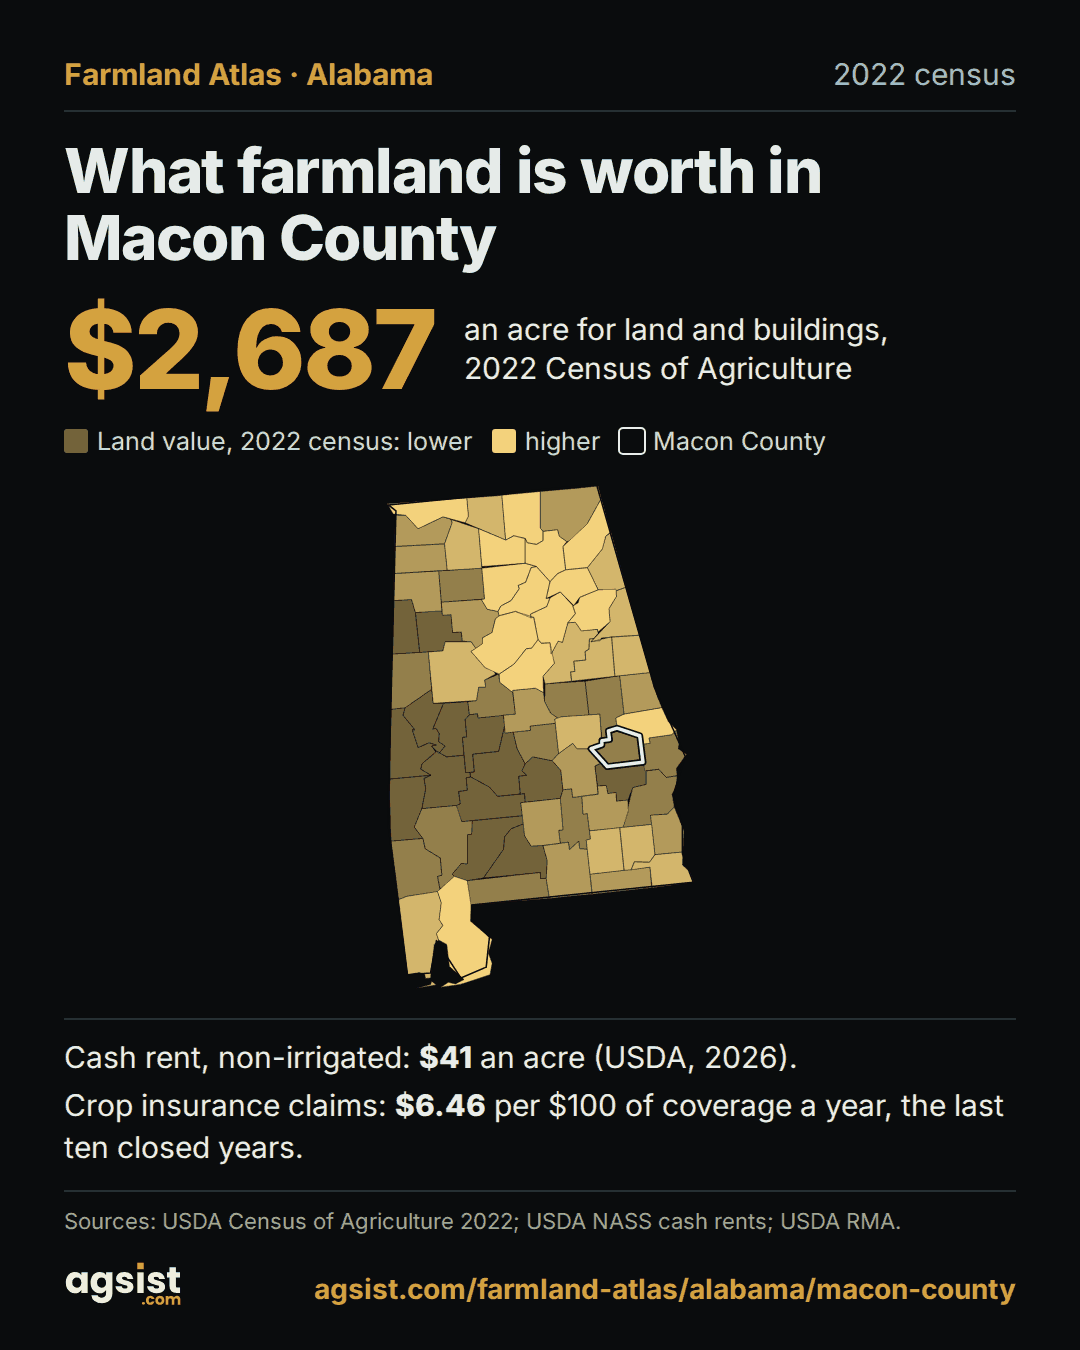 Farmland Atlas · Alabama
2022 census
What farmland is worth in
Macon County
$2,687
an acre for land and buildings,
2022 Census of Agriculture
Land value, 2022 census: lower
higher
Macon County
Cash rent, non-irrigated: $41 an acre (USDA, 2026).
Crop insurance claims: $6.46 per $100 of coverage a year, the last
ten closed years.
Sources: USDA Census of Agriculture 2022; USDA NASS cash rents; USDA RMA.
agsist
.com
agsist.com/farmland-atlas/alabama/macon-county